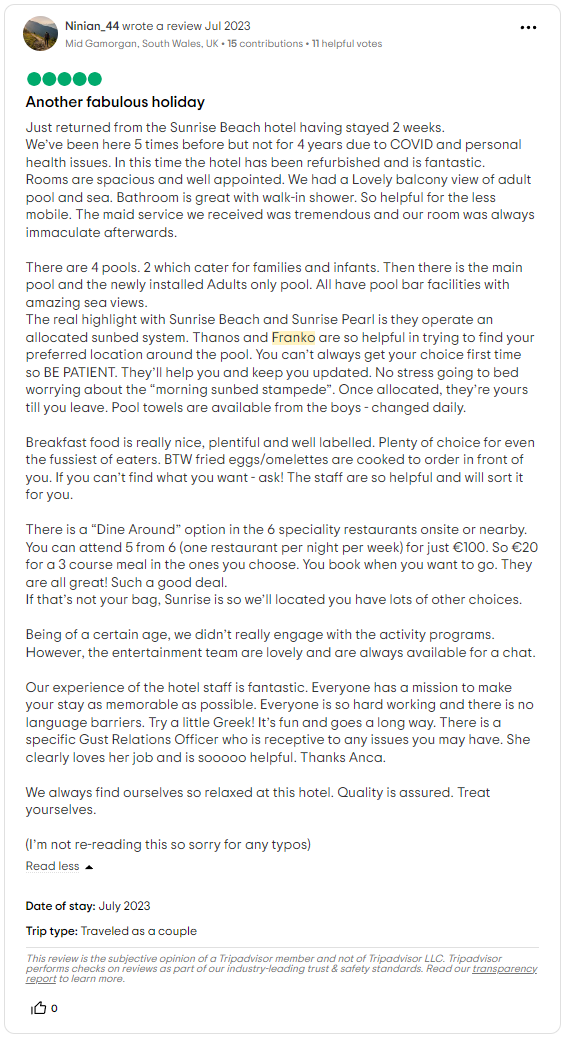 Ninian_44 wrote a review Jul 2023
Mid Gamorgan, South Wales, UK • 15 contributions • 11 helpful votes
Another fabulous holiday
Just returned from the Sunrise Beach hotel having stayed 2 weeks.
We've been here 5 times before but not for 4 years due to COVID and personal
health issues. In this time the hotel has been refurbished and is fantastic.
Rooms are spacious and well appointed. We had a Lovely balcony view of adult
pool and sea. Bathroom is great with walk-in shower. So helpful for the less
mobile. The maid service we received was tremendous and our room was always
immaculate afterwards.
There are 4 pools. 2 which cater for families and infants. Then there is the main
pool and the newly installed Adults only pool. All have pool bar facilities with
amazing sea views.
The real highlight with Sunrise Beach and Sunrise Pearl is they operate an
allocated sunbed system. Thanos and Franko are so helpful in trying to find your
preferred location around the pool. You can't always get your choice first time
so BE PATIENT. They'll help you and keep you updated. No stress going to bed
worrying about the “morning sunbed stampede”. Once allocated, they're yours
till you leave. Pool towels are available from the boys - changed daily.
Breakfast food is really nice, plentiful and well labelled. Plenty of choice for even
the fussiest of eaters. BTW fried eggs/omelettes are cooked to order in front of
you. If you can't find what you want - ask! The staff are so helpful and will sort it
for you.
There is a “Dine Around” option in the 6 speciality restaurants onsite or nearby.
You can attend 5 from 6 (one restaurant per night per week) for just €100. So €20
for a 3 course meal in the ones you choose. You book when you want to go. They
are all great! Such a good deal.
If that's not your bag, Sunrise is so we'll located you have lots of other choices.
Being of a certain age, we didn't really engage with the activity programs.
However, the entertainment team are lovely and are always available for a chat.
Our experience of the hotel staff is fantastic. Everyone has a mission to make
your stay as memorable as possible. Everyone is so hard working and there is no
language barriers. Try a little Greek! It's fun and goes a long way. There is a
specific Gust Relations Officer who is receptive to any issues you may have. She
clearly loves her job and is sooooo helpful. Thanks Anca.
We always find ourselves so relaxed at this hotel. Quality is assured. Treat
yourselves.
(I'm not re-reading this so sorry for any typos)
Read less
Date of stay: July 2023
Trip type: Traveled as a couple
This review is the subjective opinion of a Tripadvisor member and not of Tripadvisor LLC. Tripadvisor
performs checks on reviews as part of our industry-leading trust & safety standards. Read our transparency
report to learn more.
0